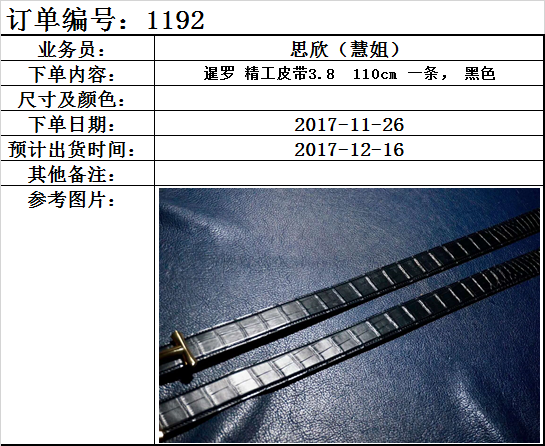 订单编号：1192
业务员： 思欣（慧姐）
下单内容： 暹罗 精工皮带3.8 110cm 一条， 黑色
尺寸及颜色：
下单日期： 2017-11-26
预计出货时间： 2017-12-16
其他备注：
参考图片：